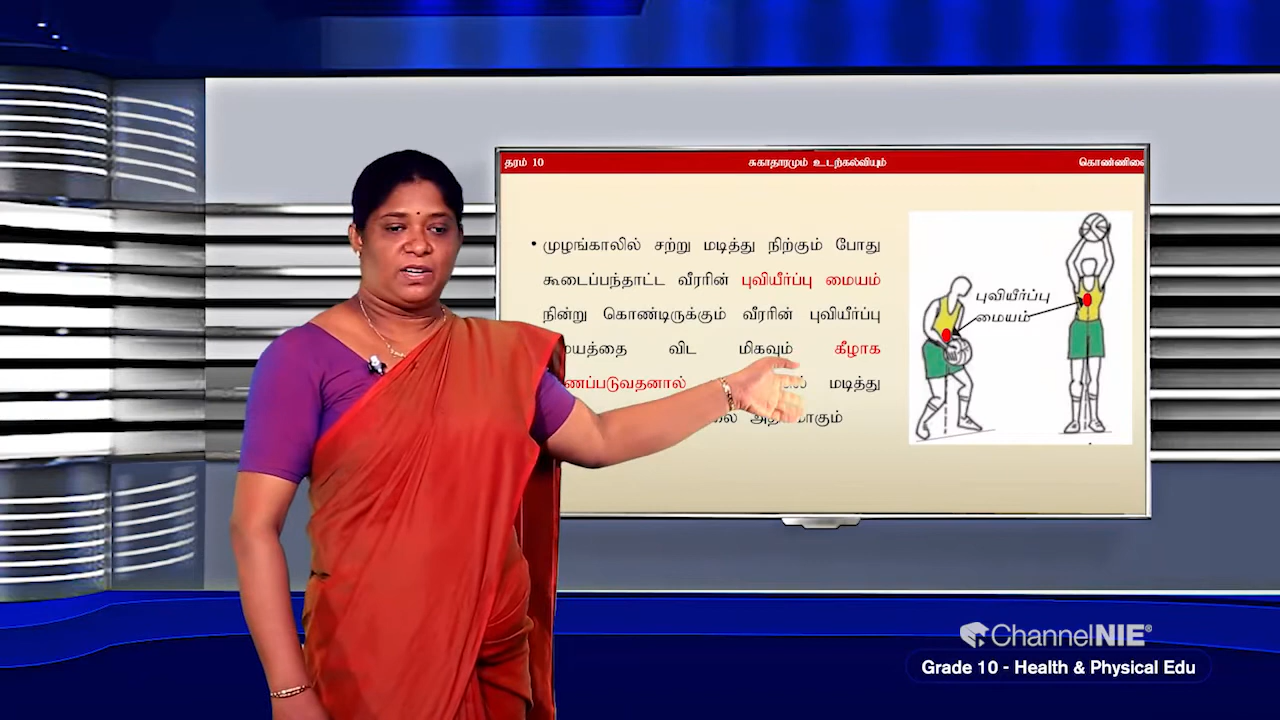 தரம் 10 சுகாதாரமும் உடற்கல்வியும்
• முழங்காலில் சற்று மடித்து நிற்கும் போது
கூடைப்பந்தாட்ட வீரரின் புவியீர்ப்பு மையம்
நின்று கொண்டிருக்கும் வீரரின் புவியீர்ப்பு
விட மிகவும் கீழாக
மடித்து
புவியீர்ப்பு
மையம்
ChannelNIE®
Grade 10 - Health & Physical Edu